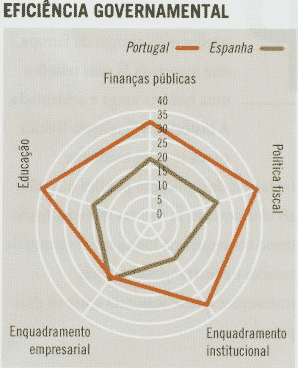 EFICIÊNCIA GOVERNAMENTAL
Portugal
Espanha
Finanças públicas
40
35
30
25
20
15
10
5
0
Educação
Política fiscal
Enquadramento
empresarial
Enquadramento
institucional